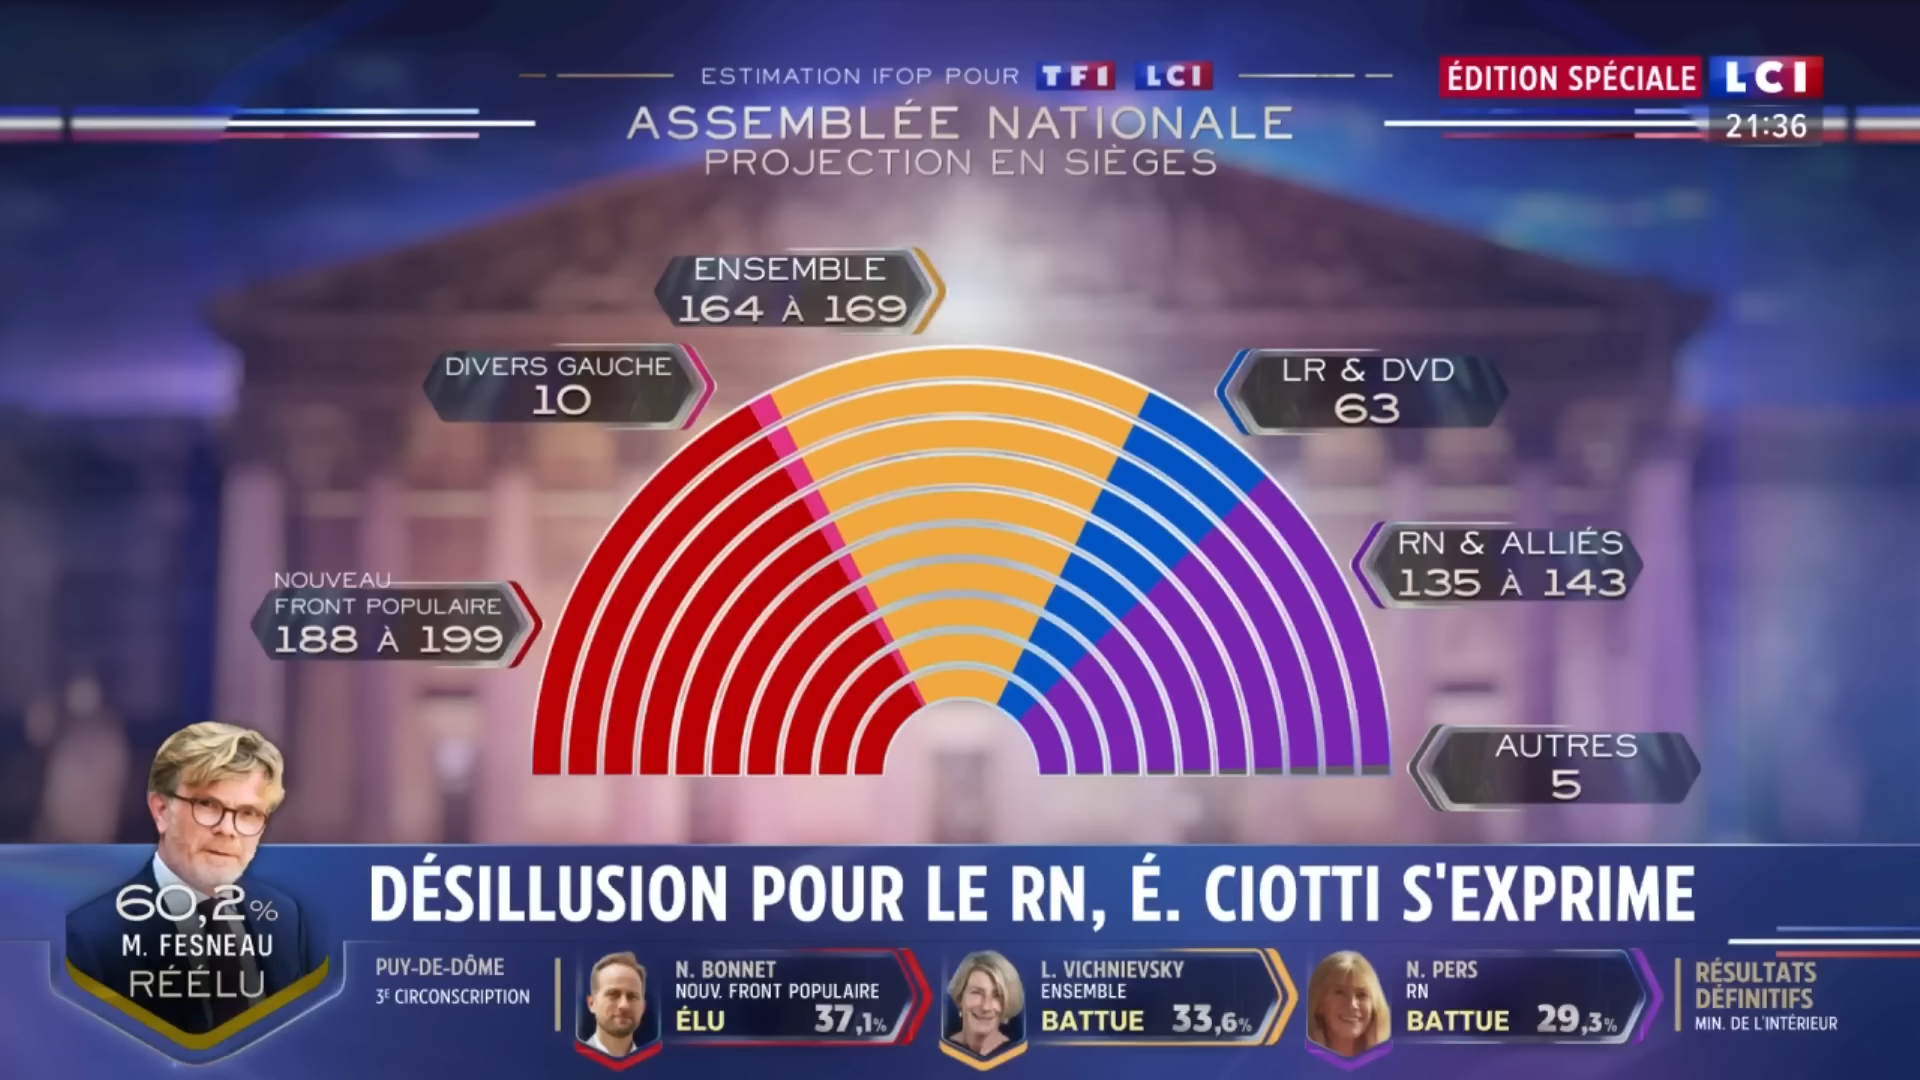 ESTIMATION IFOP POUR TF1 LCI
ASSEMBLÉE NATIONALE
PROJECTION EN SIÈGES
ÉDITION SPÉCIALE LCI
21:36
ENSEMBLE
164 À 169
DIVERS GAUCHE
10
LR & DVD
63
NOUVEAU
FRONT POPULAIRE
188 À 199
RN & ALLIÉS
135 À 143
AUTRES
5
DÉSILLUSION POUR LE RN, É. CIOTTI S'EXPRIME
60,2%
M. FESNEAU
RÉÉLU
PUY-DE-DÔME
3E CIRCONSCRIPTION
N. BONNET
NOUV. FRONT POPULAIRE
ÉLU 37,1%
L. VICHNIEVSKY
ENSEMBLE
BATTUE 33,6%
N. PERS
RN
BATTUE 29,3%
RÉSULTATS
DÉFINITIFS
MIN. DE L'INTÉRIEUR